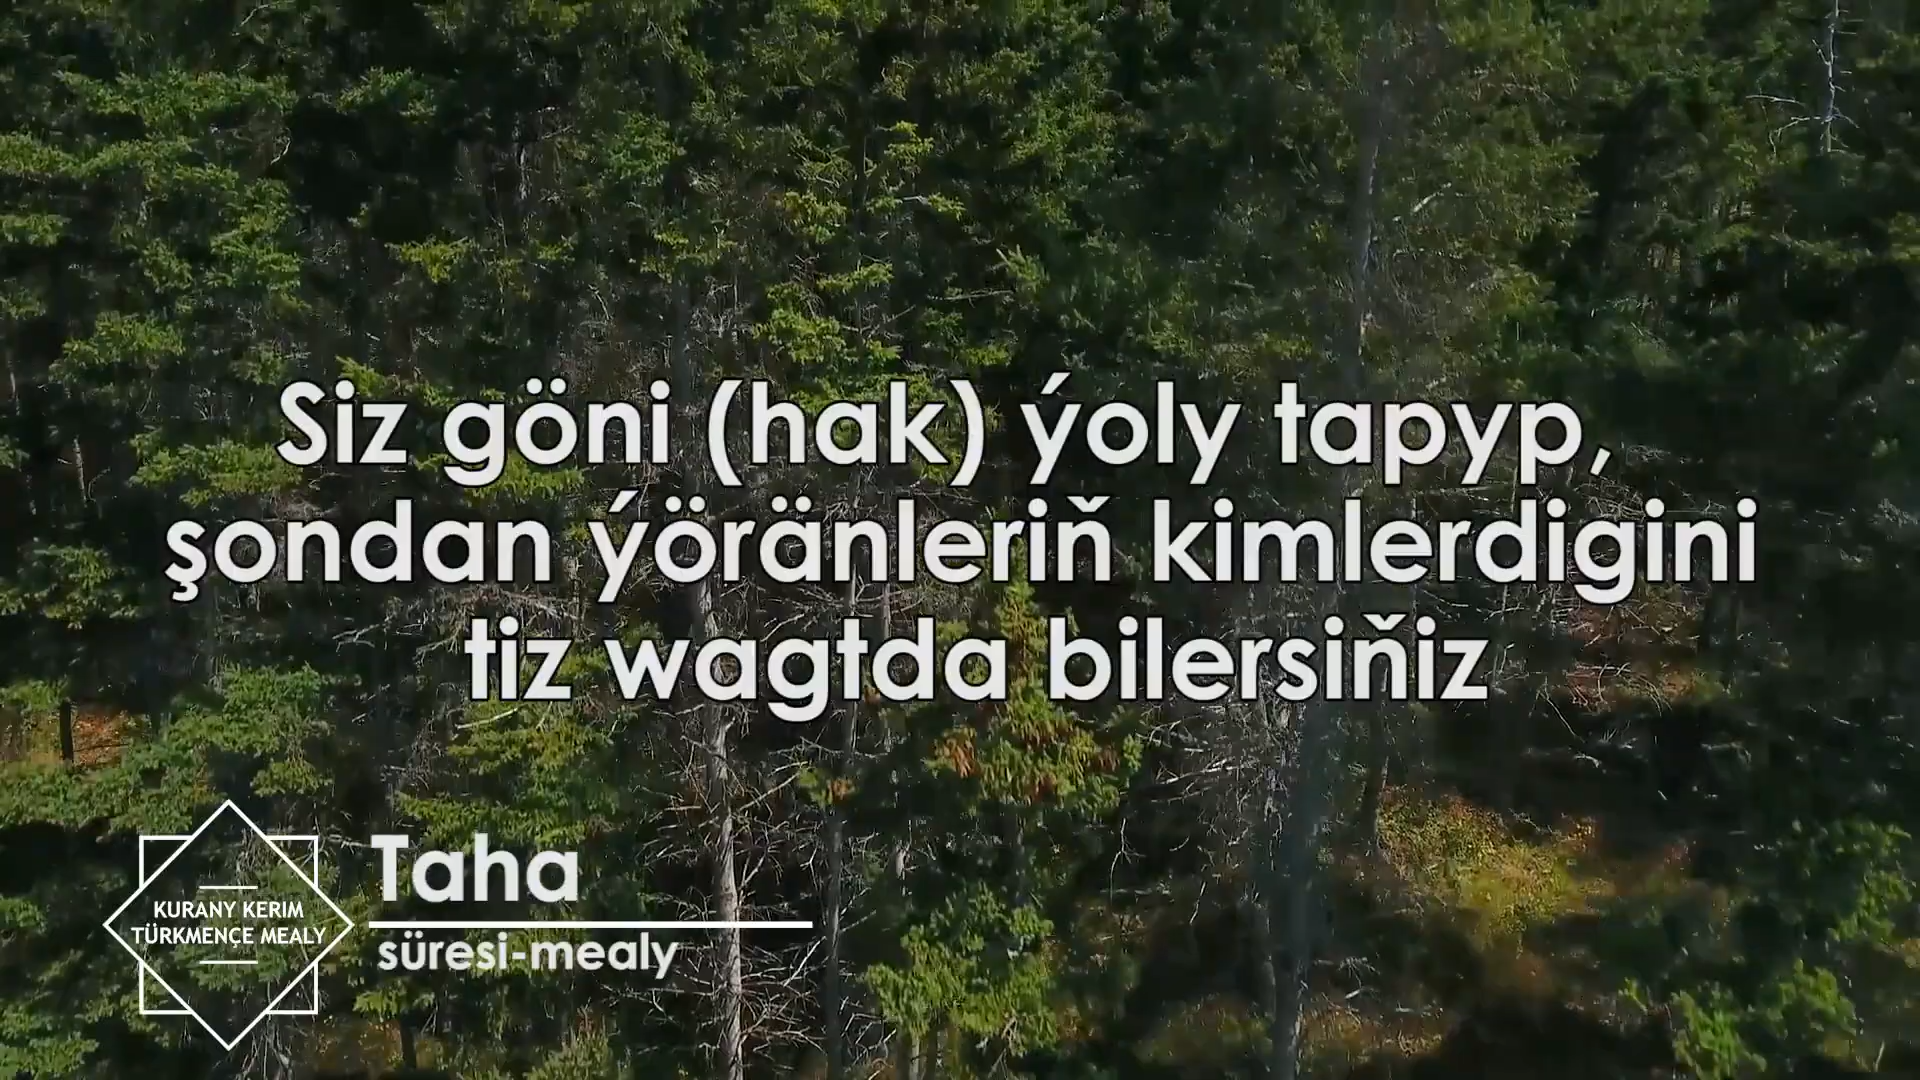 Siz göni (hak) ýoly tapyp,
şondan ýöränleriň kimlerdigini
tiz wagtda bilersiňiz
Taha
süresi-mealy
KURANY KERIM
TÜRKMENÇE MEALY